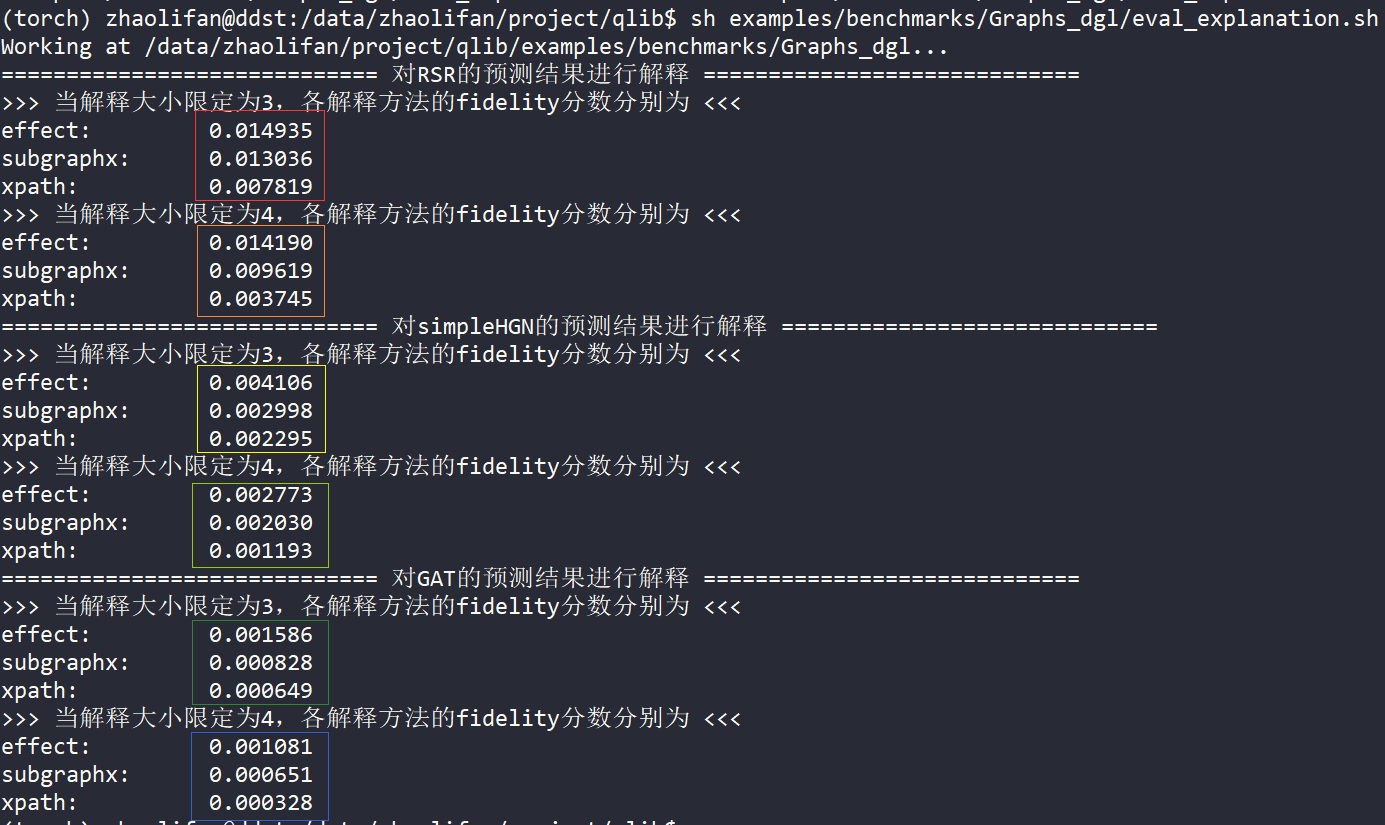 (torch) zhaolifan@ddst:/data/zhaolifan/project/qlib$ sh examples/benchmarks/Graphs_dgl/eval_explanation.sh
Working at /data/zhaolifan/project/qlib/examples/benchmarks/Graphs_dgl...
============================= 对RSR的预测结果进行解释 =============================
>>> 当解释大小限定为3, 各解释方法的fidelity分数分别为 <<<
effect: 0.014935
subgraphx: 0.013036
xpath: 0.007819
>>> 当解释大小限定为4, 各解释方法的fidelity分数分别为 <<<
effect: 0.014190
subgraphx: 0.009619
xpath: 0.003745
============================= 对simpleHGN的预测结果进行解释 =============================
>>> 当解释大小限定为3, 各解释方法的fidelity分数分别为 <<<
effect: 0.004106
subgraphx: 0.002998
xpath: 0.002295
>>> 当解释大小限定为4, 各解释方法的fidelity分数分别为 <<<
effect: 0.002773
subgraphx: 0.002030
xpath: 0.001193
============================= 对GAT的预测结果进行解释 =============================
>>> 当解释大小限定为3, 各解释方法的fidelity分数分别为 <<<
effect: 0.001586
subgraphx: 0.000828
xpath: 0.000649
>>> 当解释大小限定为4, 各解释方法的fidelity分数分别为 <<<
effect: 0.001081
subgraphx: 0.000651
xpath: 0.000328